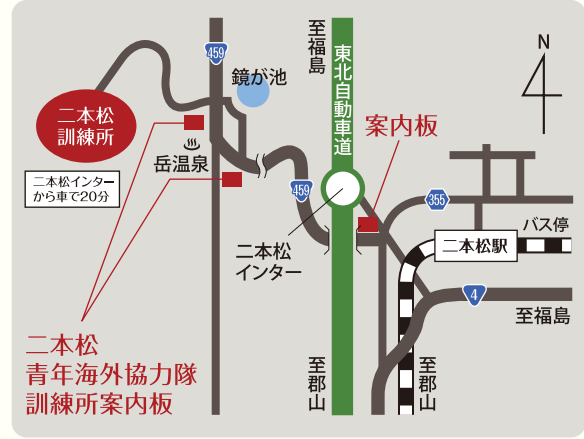 至福島
N
459
鏡が池
東北自動車道
案内板
二本松
訓練所
岳温泉
二本松インター
から車で20分
459
355
バス停
二本松
インター
二本松駅
4
至福島
二本松
青年海外協力隊
訓練所案内板
至郡山
至郡山